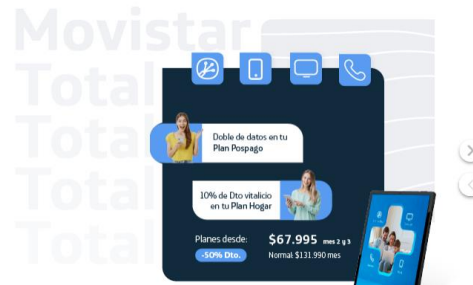 Movistar
Total
Total
Total
Total
Doble de datos en tu
Plan Pospago
10% de Dto vitalicio
en tu Plan Hogar
Planes desde:
$67.995 mes 2 y 3
-50% Dto.
Normal: $131.990 mes